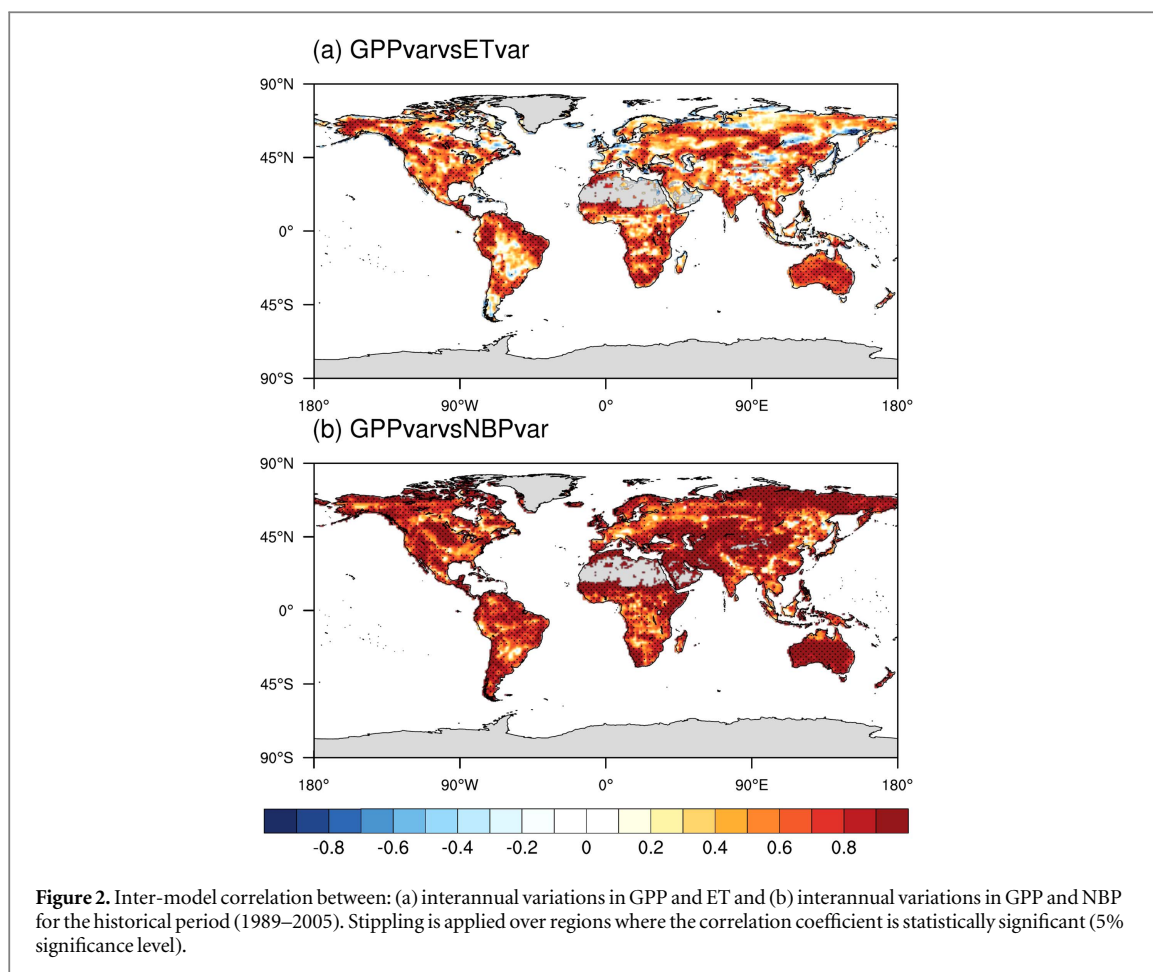 (a) GPPvarvsETvar
90°N
45°N
0°
45°S
90°S
180° 90°W 0° 90°E 180°
(b) GPPvarvsNBPvar
90°N
45°N
0°
45°S
90°S
180° 90°W 0° 90°E 180°
-0.8 -0.6 -0.4 -0.2 0 0.2 0.4 0.6 0.8
Figure 2. Inter-model correlation between: (a) interannual variations in GPP and ET and (b) interannual variations in GPP and NBP
for the historical period (1989–2005). Stippling is applied over regions where the correlation coefficient is statistically significant (5%
significance level).